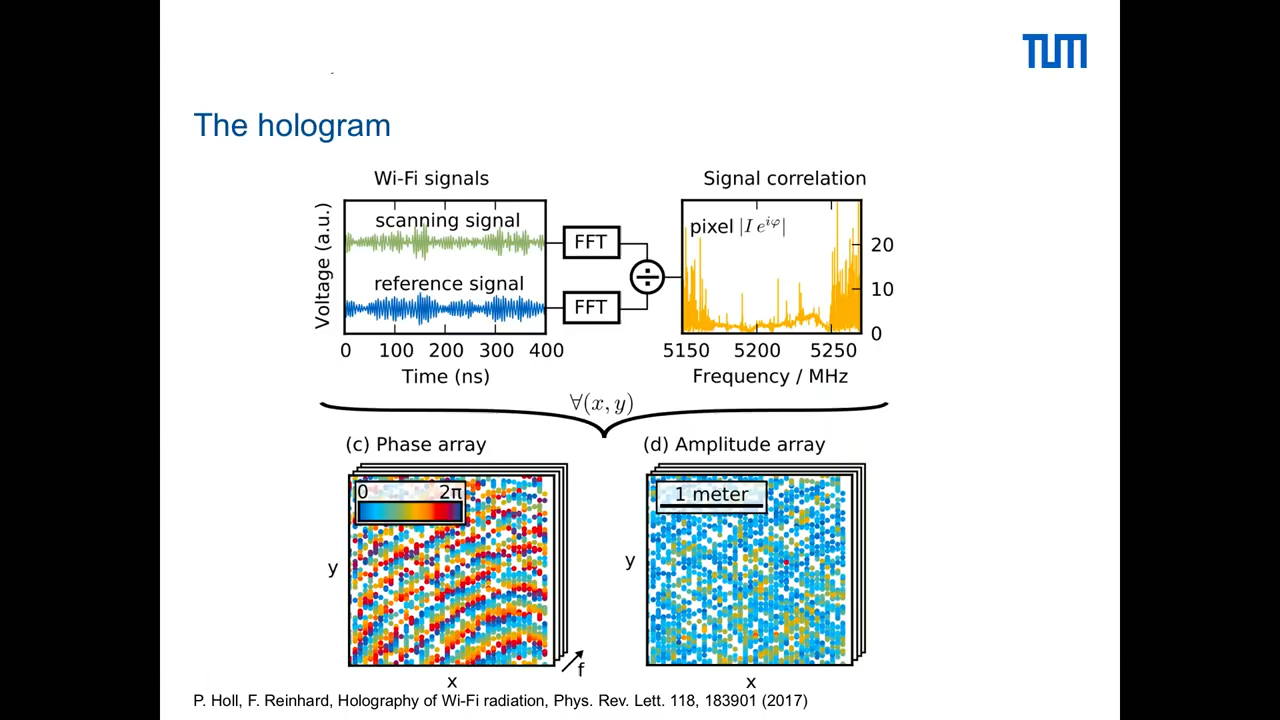 TUM
The hologram
Wi-Fi signals
Signal correlation
Voltage (a.u.)
scanning signal
reference signal
0 100 200 300 400
Time (ns)
FFT
FFT
÷
pixel |I e^{iφ}|
20
10
0
5150 5200 5250
Frequency / MHz
∀(x, y)
(c) Phase array
0 2π
y
x
f
(d) Amplitude array
1 meter
y
x
P. Holl, F. Reinhard, Holography of Wi-Fi radiation, Phys. Rev. Lett. 118, 183901 (2017)